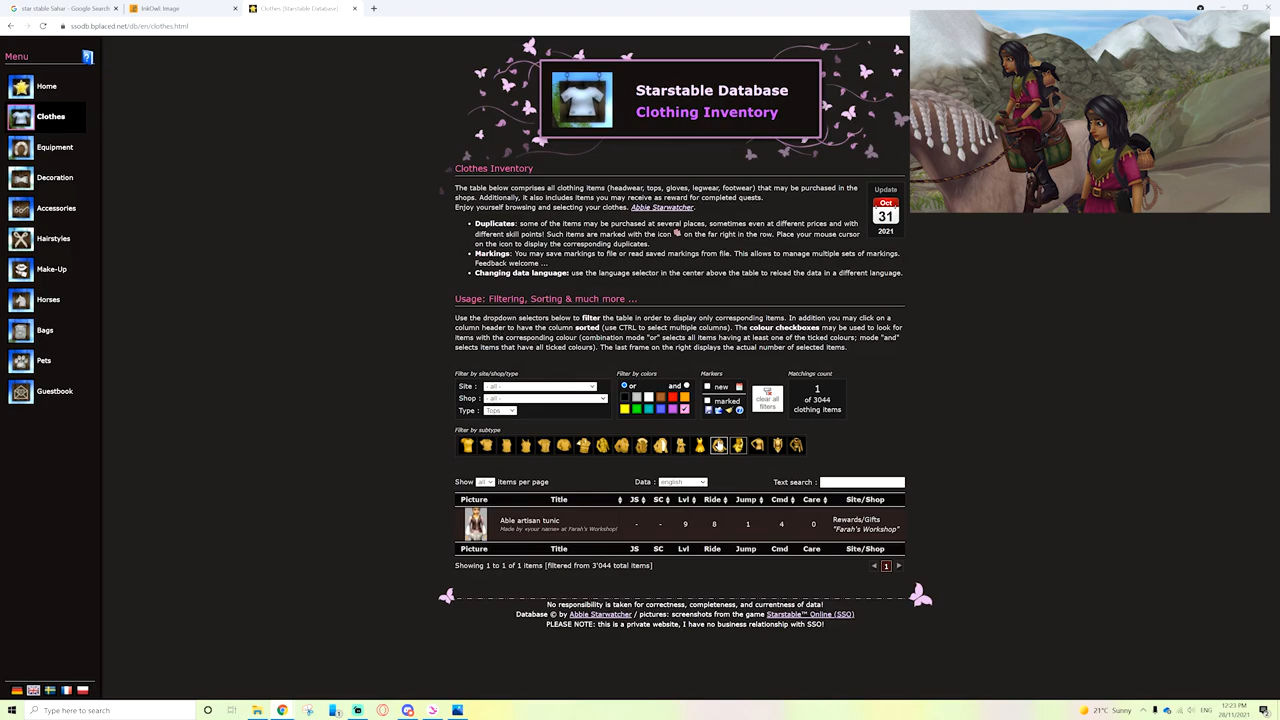 star stable Sahar - Google Search
InkOwl: Image
Clothes (Starstable Database)
ssodb.bplaced.net/db/en/clothes.html
Menu
Home
Clothes
Equipment
Decoration
Accessories
Hairstyles
Make-Up
Horses
Bags
Pets
Guestbook
Starstable Database
Clothing Inventory
Clothes Inventory
The table below comprises all clothing items (headwear, tops, gloves, legwear, footwear) that may be purchased in the
shops. Additionally, it also includes items you may receive as reward for completed quests.
Enjoy yourself browsing and selecting your clothes. Abbie Starwatcher.
Update
Oct
31
2021
• Duplicates: some of the items may be purchased at several places, sometimes even at different prices and with
different skill points! Such items are marked with the icon on the far right in the row. Place your mouse cursor
on the icon to display the corresponding duplicates.
• Markings: You may save markings to file or read saved markings from file. This allows to manage multiple sets of markings.
Feedback welcome ...
• Changing data language: use the language selector in the center above the table to reload the data in a different language.
Usage: Filtering, Sorting & much more ...
Use the dropdown selectors below to filter the table in order to display only corresponding items. In addition you may click on a
column header to have the column sorted (use CTRL to select multiple columns). The colour checkboxes may be used to look for
items with the corresponding colour (combination mode "or" selects all items having at least one of the ticked colours; mode "and"
selects items that have all ticked colours). The last frame on the right displays the actual number of selected items.
Filter by site/shop/type
Filter by colors
Markers
Matchings count
Site : - all -
Shop : - all -
Type : Tops
or and
new
marked
clear all
filters
1
of 3044
clothing items
Filter by subtype
Show all items per page
Data : english
Text search :
Picture Title JS SC Lvl Ride Jump Cmd Care Site/Shop
Able artisan tunic - - 9 8 1 4 0 Rewards/Gifts
Made by «your name» at Farah's Workshop! "Farah's Workshop"
Picture Title JS SC Lvl Ride Jump Cmd Care Site/Shop
Showing 1 to 1 of 1 items [filtered from 3'044 total items]
1
No responsibility is taken for correctness, completeness, and currentness of data!
Database © by Abbie Starwatcher / pictures: screenshots from the game Starstable™ Online (SSO)
PLEASE NOTE: this is a private website, I have no business relationship with SSO!
Type here to search
21°C Sunny
ENG
12:23 PM
28/11/2021